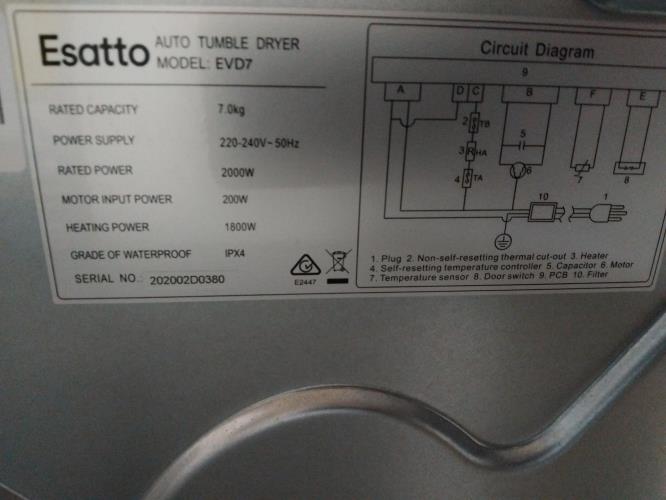 Esatto AUTO TUMBLE DRYER
MODEL: EVD7
RATED CAPACITY 7.0kg
POWER SUPPLY 220-240V~50Hz
RATED POWER 2000W
MOTOR INPUT POWER 200W
HEATING POWER 1800W
GRADE OF WATERPROOF IPX4
SERIAL NO.: 202002D0380
E2447
Circuit Diagram
9
A D C B F E
2 TB
3 R HA
4 TA
5
6
7
8
10 1
1. Plug 2. Non-self-resetting thermal cut-out 3. Heater
4. Self-resetting temperature controller 5. Capacitor 6. Motor
7. Temperature sensor 8. Door switch 9. PCB 10. Filter